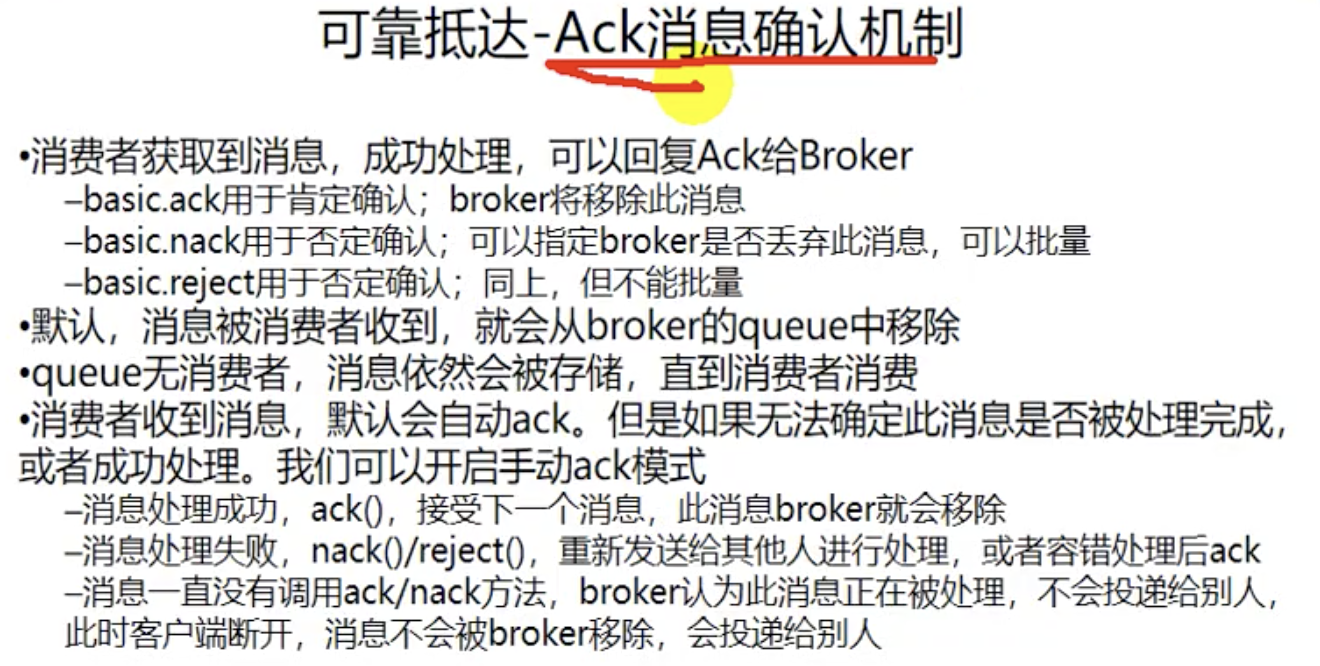 可靠抵达-Ack消息确认机制
•消费者获取到消息，成功处理，可以回复Ack给Broker
–basic.ack用于肯定确认；broker将移除此消息
–basic.nack用于否定确认；可以指定broker是否丢弃此消息，可以批量
–basic.reject用于否定确认；同上，但不能批量
•默认，消息被消费者收到，就会从broker的queue中移除
•queue无消费者，消息依然会被存储，直到消费者消费
•消费者收到消息，默认会自动ack。但是如果无法确定此消息是否被处理完成，
或者成功处理。我们可以开启手动ack模式
–消息处理成功，ack()，接受下一个消息，此消息broker就会移除
–消息处理失败，nack()/reject()，重新发送给其他人进行处理，或者容错处理后ack
–消息一直没有调用ack/nack方法，broker认为此消息正在被处理，不会投递给别人，
此时客户端断开，消息不会被broker移除，会投递给别人